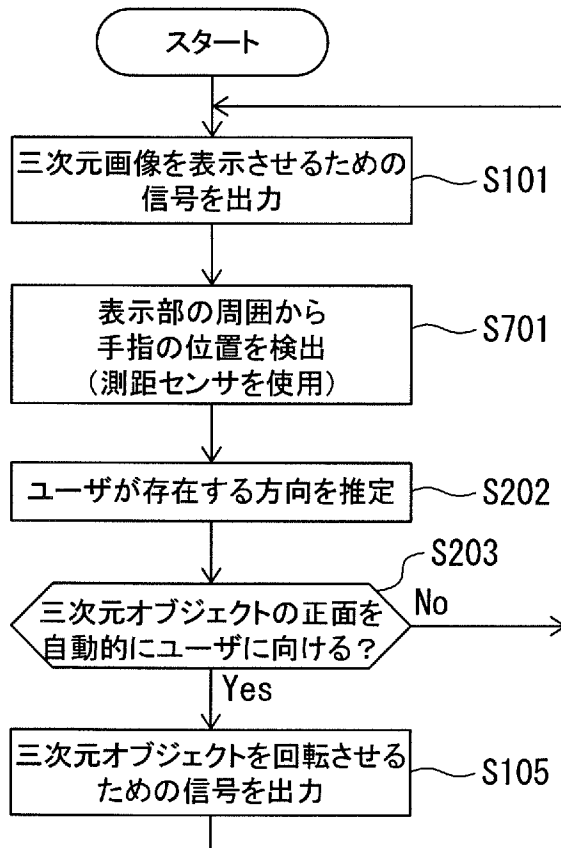 スタート
三次元画像を表示させるための
信号を出力
S101
表示部の周囲から
手指の位置を検出
(測距センサを使用)
S701
ユーザが存在する方向を推定
S202
S203
三次元オブジェクトの正面を
自動的にユーザに向ける？
No
Yes
三次元オブジェクトを回転させる
ための信号を出力
S105